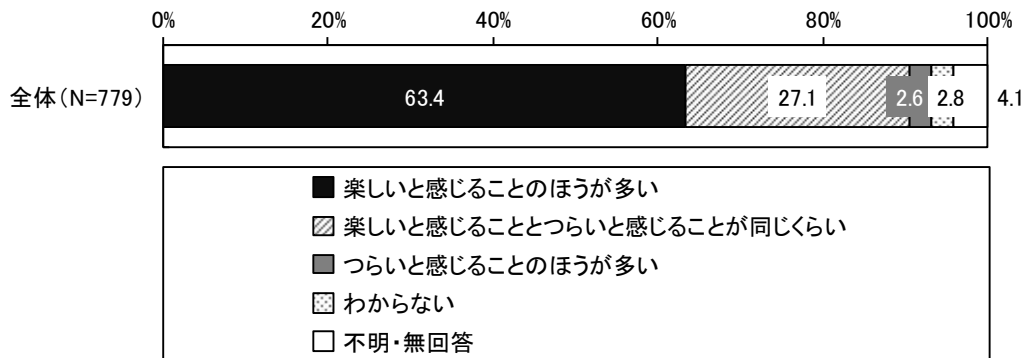 0% 20% 40% 60% 80% 100%
全体(N=779) 63.4 27.1 2.6 2.8 4.1
楽しいと感じることのほうが多い
楽しいと感じることとつらいと感じることが同じくらい
つらいと感じることのほうが多い
わからない
不明・無回答